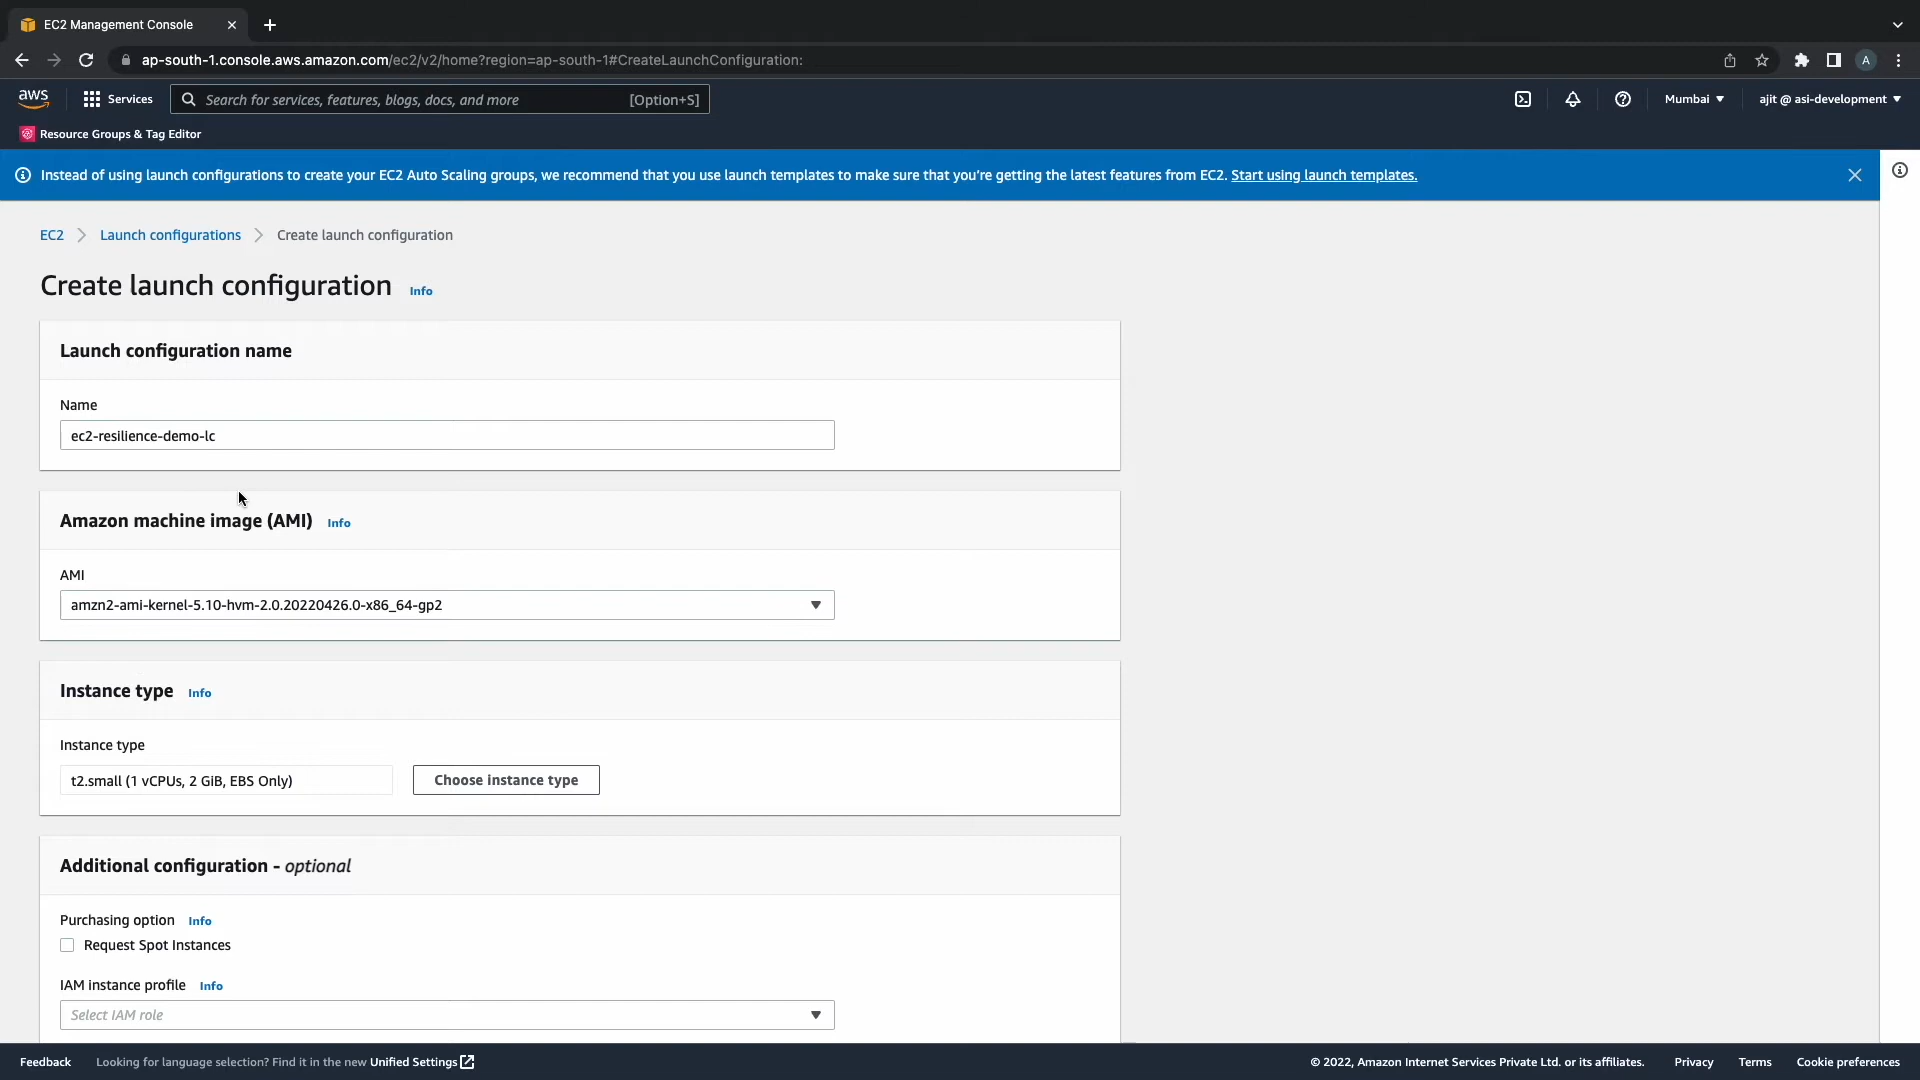 EC2 Management Console
ap-south-1.console.aws.amazon.com/ec2/v2/home?region=ap-south-1#CreateLaunchConfiguration:
A
aws
Services
Search for services, features, blogs, docs, and more [Option+S]
Mumbai
ajit @ asi-development
Resource Groups & Tag Editor
Instead of using launch configurations to create your EC2 Auto Scaling groups, we recommend that you use launch templates to make sure that you're getting the latest features from EC2. Start using launch templates.
EC2 > Launch configurations > Create launch configuration
Create launch configuration Info
Launch configuration name
Name
ec2-resilience-demo-lc
Amazon machine image (AMI) Info
AMI
amzn2-ami-kernel-5.10-hvm-2.0.20220426.0-x86_64-gp2
Instance type Info
Instance type
t2.small (1 vCPUs, 2 GiB, EBS Only)
Choose instance type
Additional configuration - optional
Purchasing option Info
Request Spot Instances
IAM instance profile Info
Select IAM role
Feedback
Looking for language selection? Find it in the new Unified Settings
© 2022, Amazon Internet Services Private Ltd. or its affiliates.
Privacy
Terms
Cookie preferences